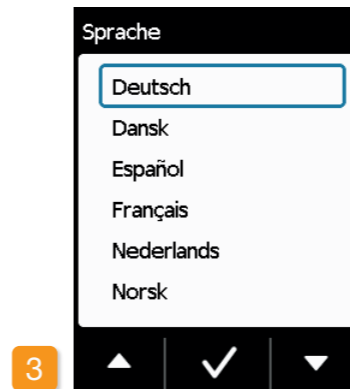 Sprache
Deutsch
Dansk
Español
Français
Nederlands
Norsk
3